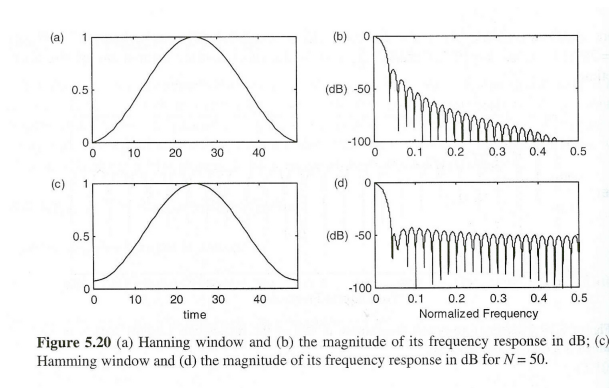 (a)
1
0.5
0
0 10 20 30 40
(b)
0
(dB) -50
-100
0 0.1 0.2 0.3 0.4 0.5
(c)
1
0.5
0
0 10 20 30 40
time
(d)
0
(dB) -50
-100
0 0.1 0.2 0.3 0.4 0.5
Normalized Frequency
Figure 5.20 (a) Hanning window and (b) the magnitude of its frequency response in dB; (c)
Hamming window and (d) the magnitude of its frequency response in dB for N = 50.